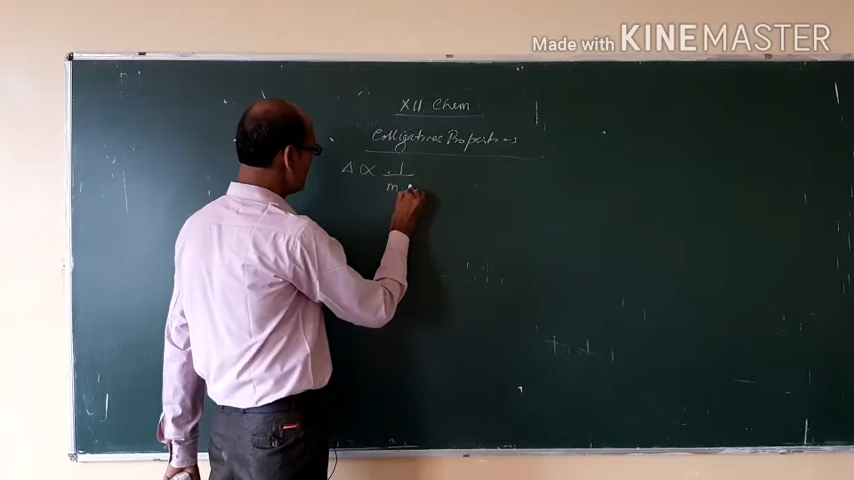 Made with KINEMASTER
XII. Chem
Colligative Properties
Δ ∝ 1
m